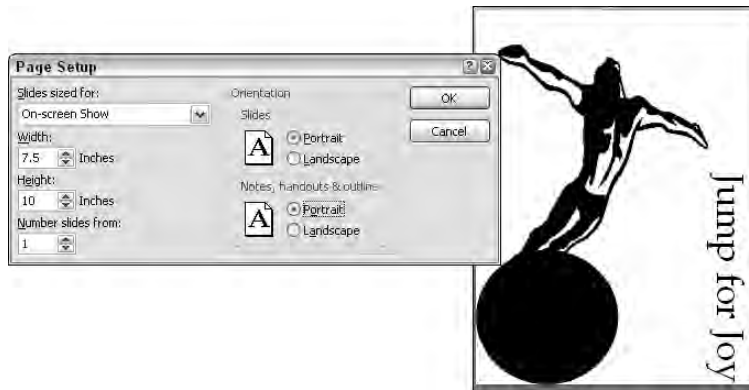 Page Setup
Slides sized for:
On-screen Show
Width:
7.5 Inches
Height:
10 Inches
Number slides from:
1
Orientation
Slides
A
Portrait
Landscape
Notes, handouts & outline
A
Portrait
Landscape
OK
Cancel
Jump for Joy